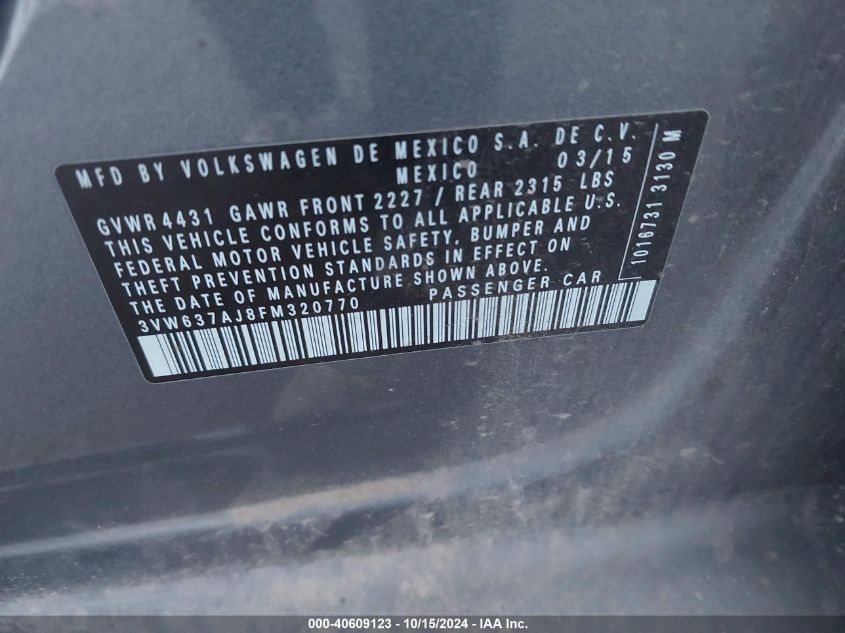 MFD BY VOLKSWAGEN DE MEXICO S.A. DE C.V.
MEXICO 03/15
GVWR 4431 GAWR FRONT 2227 / REAR 2315 LBS
THIS VEHICLE CONFORMS TO ALL APPLICABLE U.S.
FEDERAL MOTOR VEHICLE SAFETY, BUMPER AND
THEFT PREVENTION STANDARDS IN EFFECT ON
THE DATE OF MANUFACTURE SHOWN ABOVE.
3VW637AJ8FM320770 PASSENGER CAR
1016731 3130 M
000-40609123 - 10/15/2024 - IAA Inc.